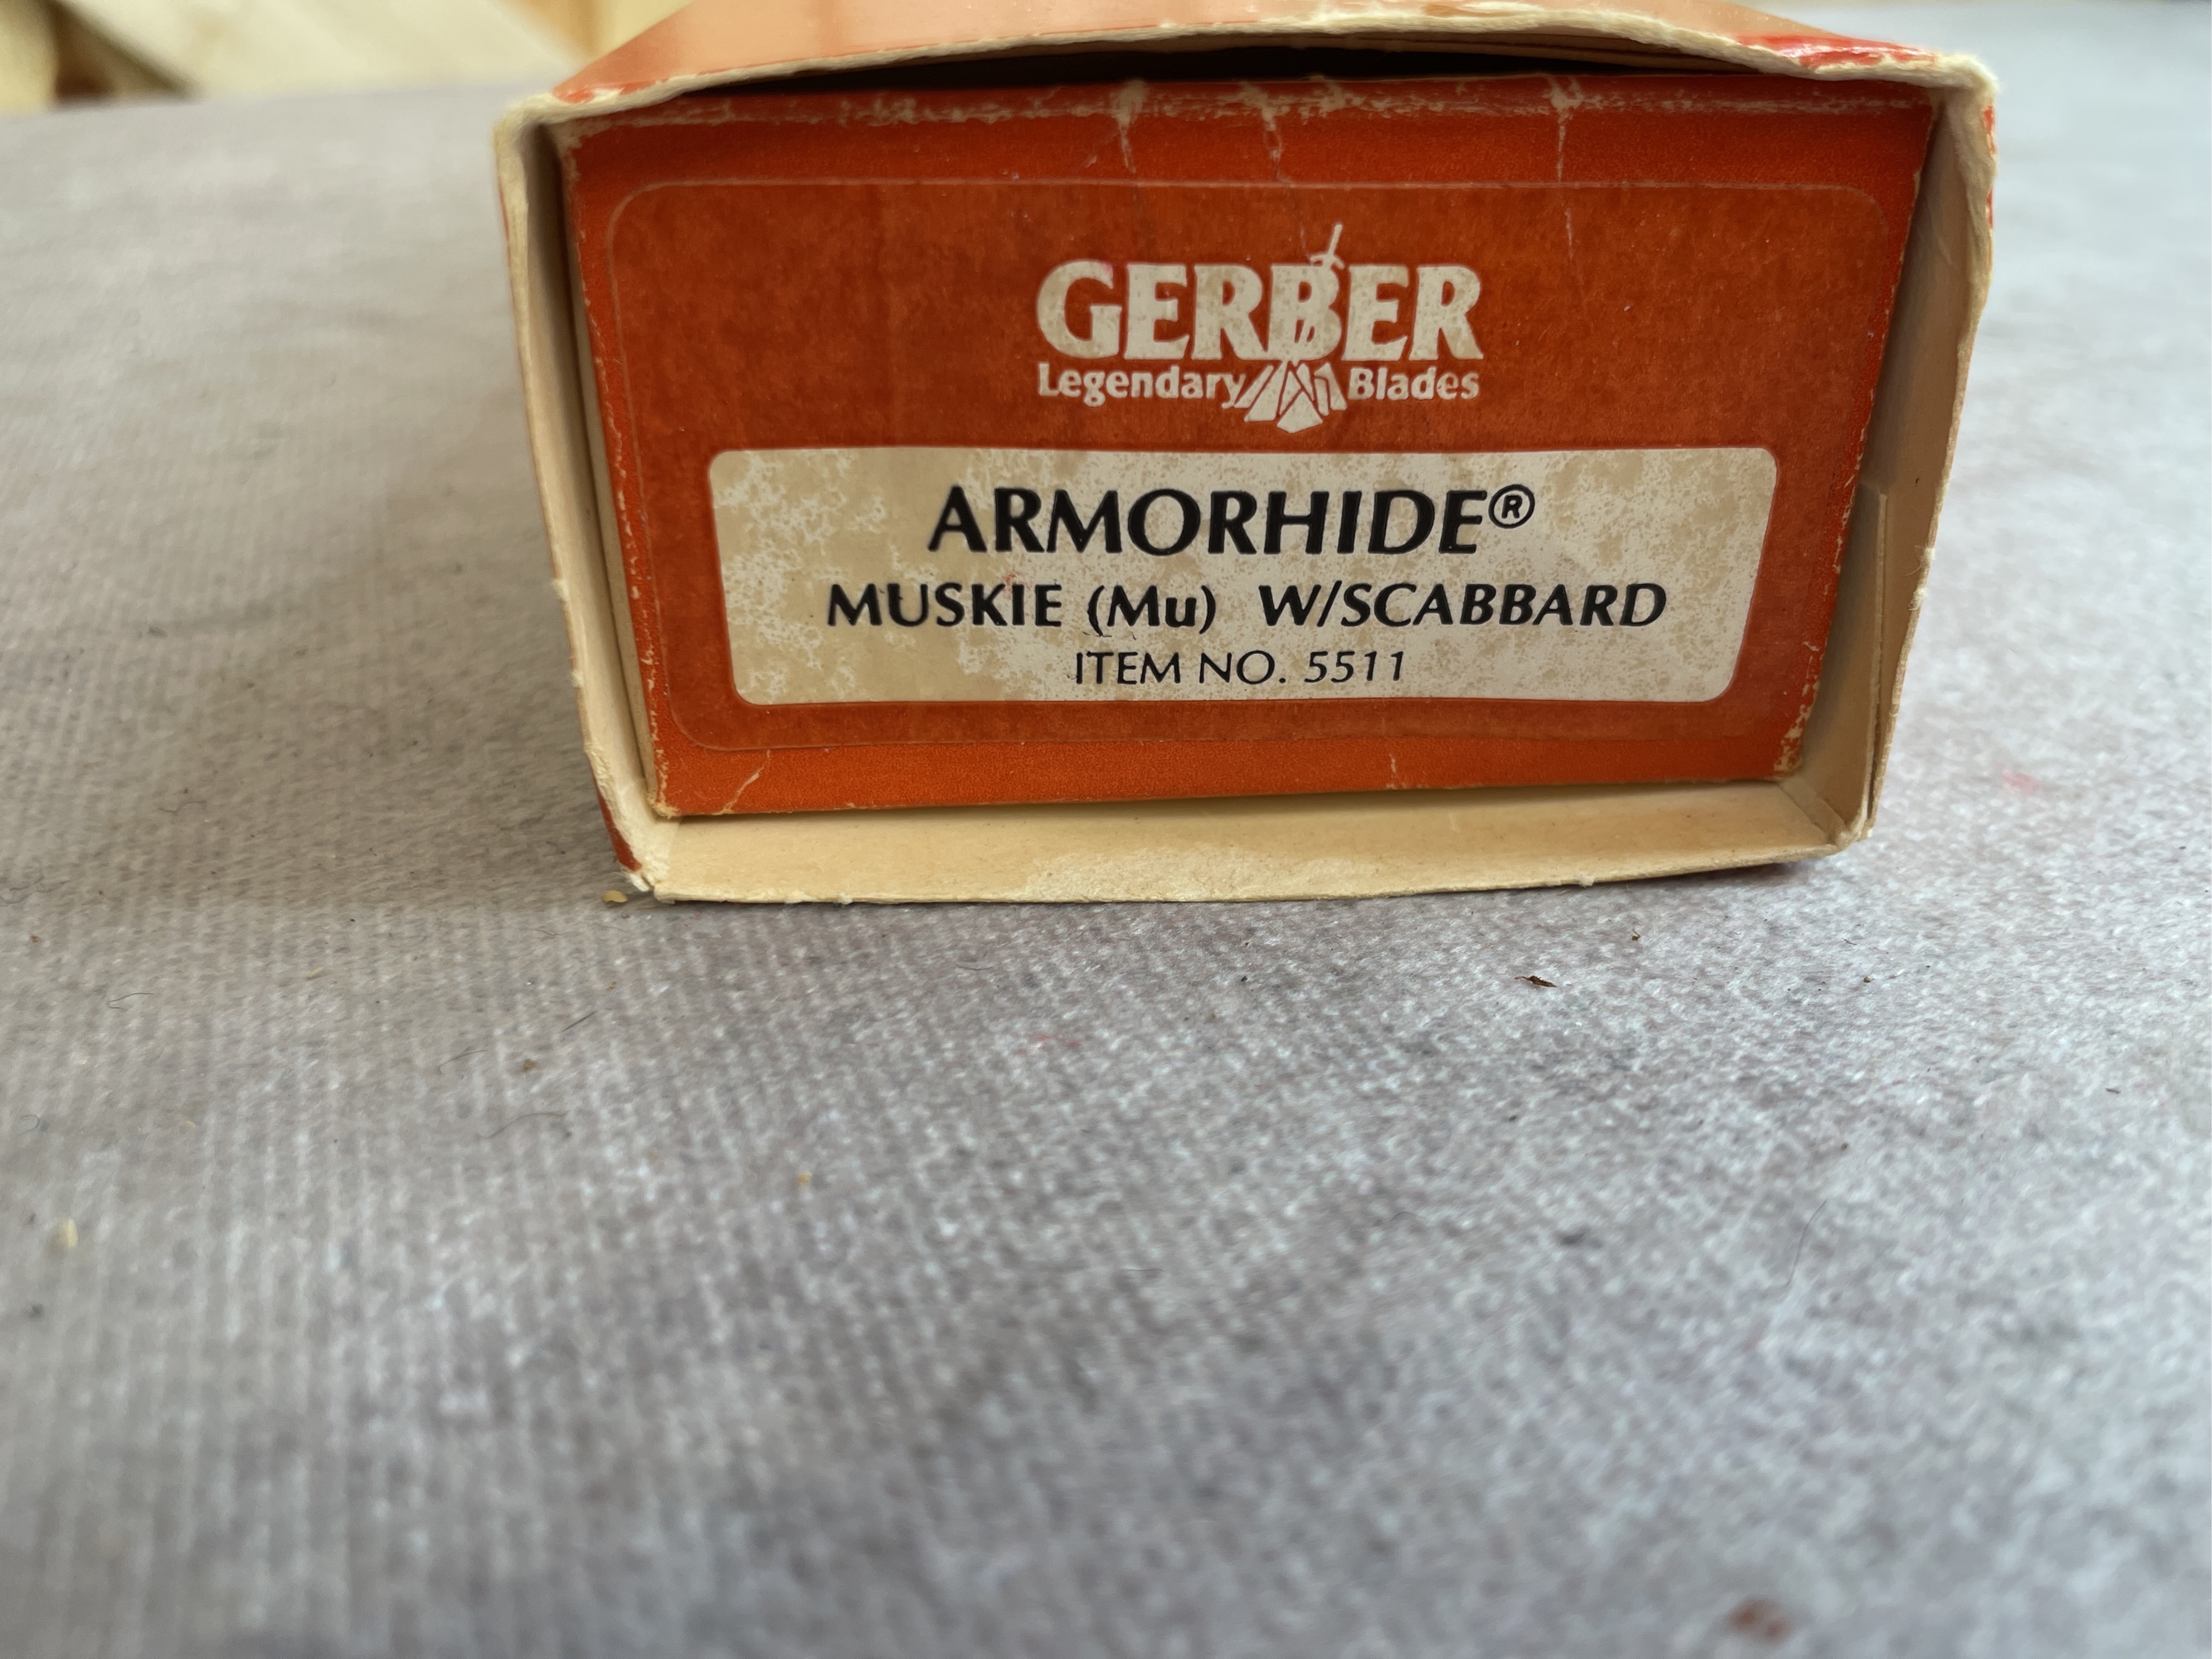 GERBER
Legendary Blades
ARMORHIDE®
MUSKIE (Mu) W/SCABBARD
ITEM NO. 5511